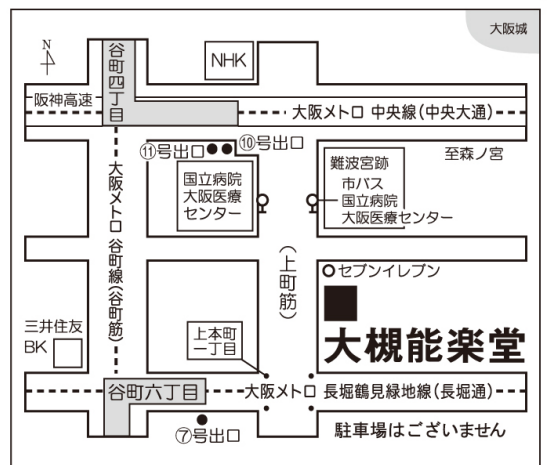 大阪城
N
谷町四丁目
NHK
阪神高速
大阪メトロ 中央線(中央大通)
⑪号出口
⑩号出口
至森ノ宮
国立病院
大阪医療
センター
難波宮跡
市バス
国立病院
大阪医療センター
大阪メトロ 谷町線(谷町筋)
(上町筋)
セブンイレブン
大槻能楽堂
三井住友
BK
上本町
一丁目
谷町六丁目
大阪メトロ 長堀鶴見緑地線(長堀通)
⑦号出口
駐車場はございません